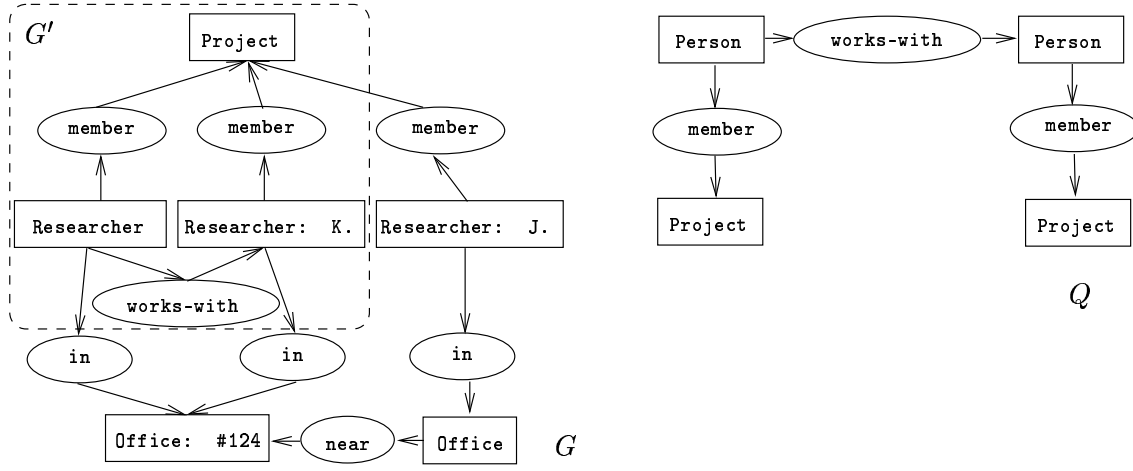 G′
Project
member
member
member
Researcher
Researcher: K.
Researcher: J.
works-with
in
in
in
Office: #124
near
Office
G
Person
works-with
Person
member
member
Project
Project
Q